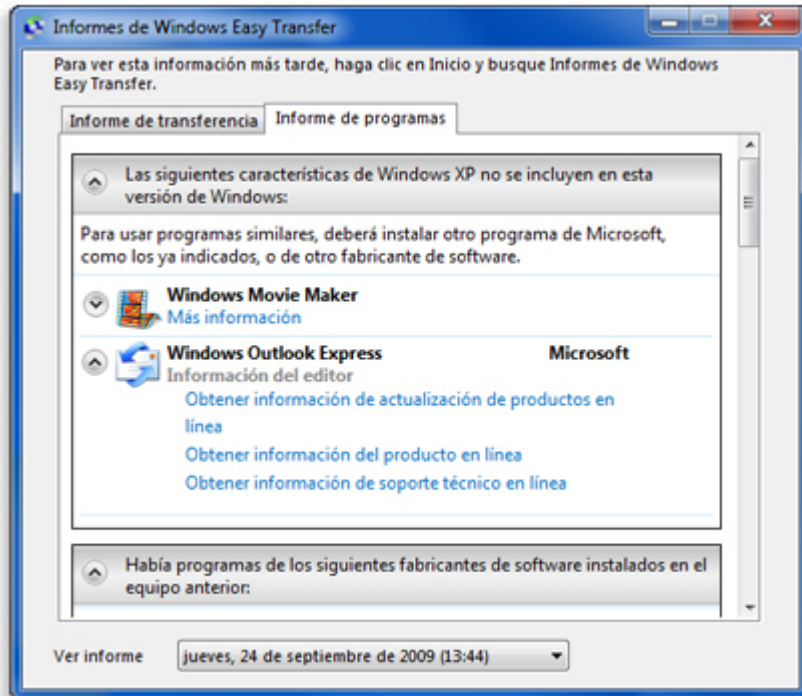 Informes de Windows Easy Transfer
Para ver esta información más tarde, haga clic en Inicio y busque Informes de Windows
Easy Transfer.
Informe de transferencia
Informe de programas
Las siguientes características de Windows XP no se incluyen en esta
versión de Windows:
Para usar programas similares, deberá instalar otro programa de Microsoft,
como los ya indicados, o de otro fabricante de software.
Windows Movie Maker
Más información
Windows Outlook Express Microsoft
Información del editor
Obtener información de actualización de productos en
línea
Obtener información del producto en línea
Obtener información de soporte técnico en línea
Había programas de los siguientes fabricantes de software instalados en el
equipo anterior:
Ver informe jueves, 24 de septiembre de 2009 (13:44)